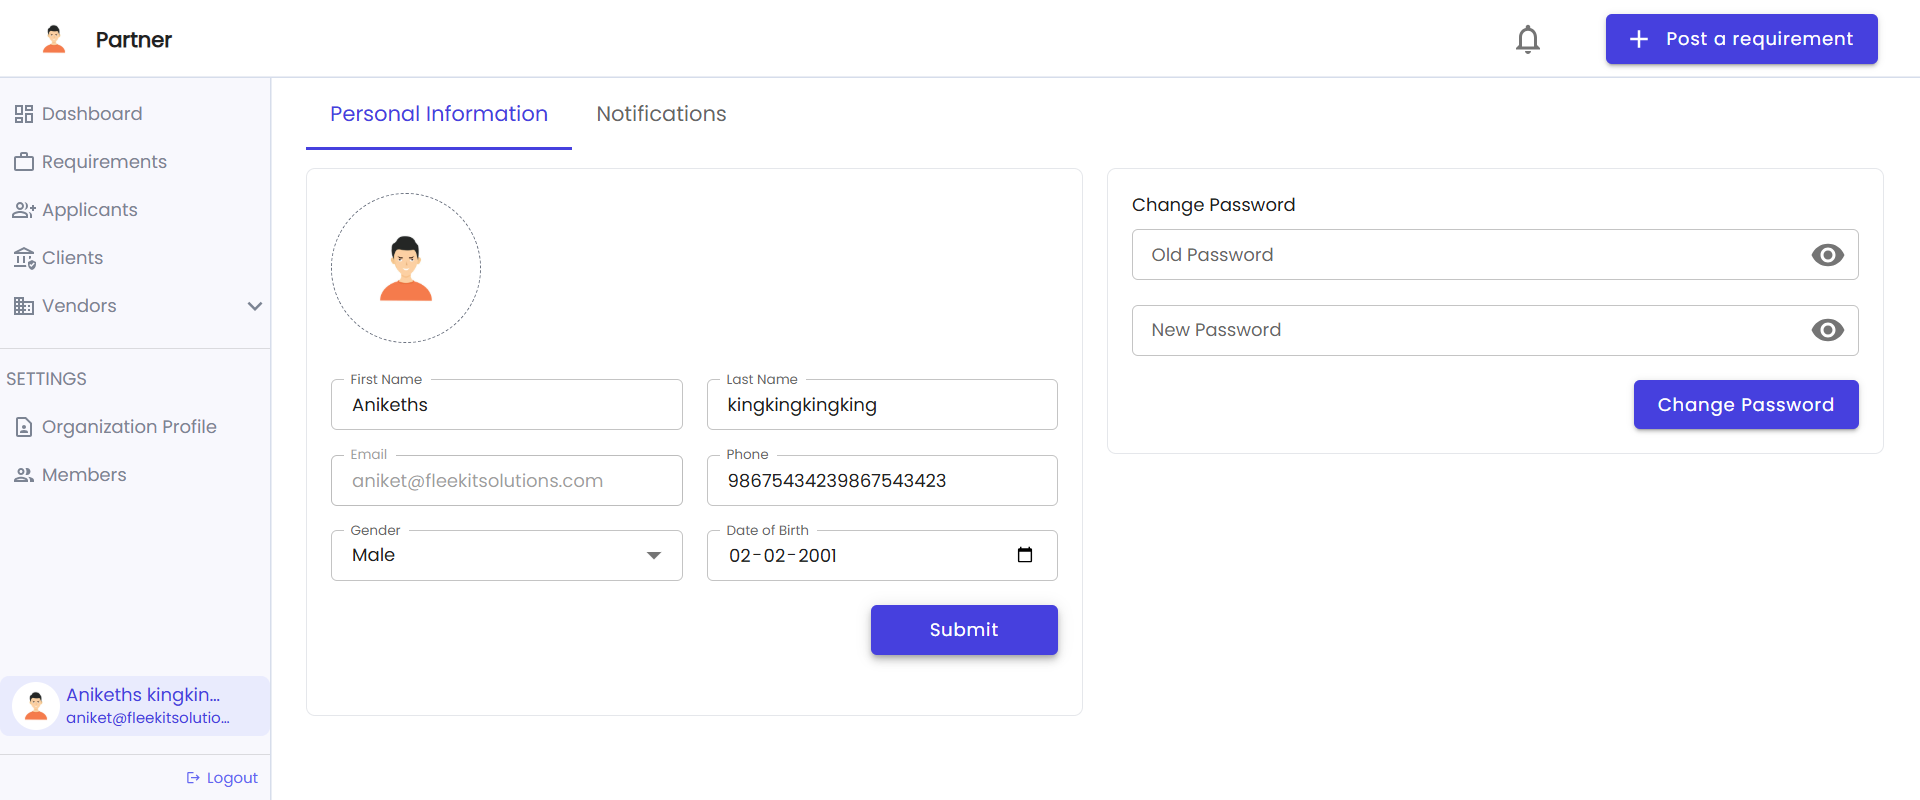 Partner
Post a requirement
Dashboard
Requirements
Applicants
Clients
Vendors
SETTINGS
Organization Profile
Members
Anikeths kingkin...
aniket@fleekitsolutio...
Logout
Personal Information
Notifications
First Name
Anikeths
Last Name
kingkingkingking
Email
aniket@fleekitsolutions.com
Phone
98675434239867543423
Gender
Male
Date of Birth
02-02-2001
Submit
Change Password
Old Password
New Password
Change Password